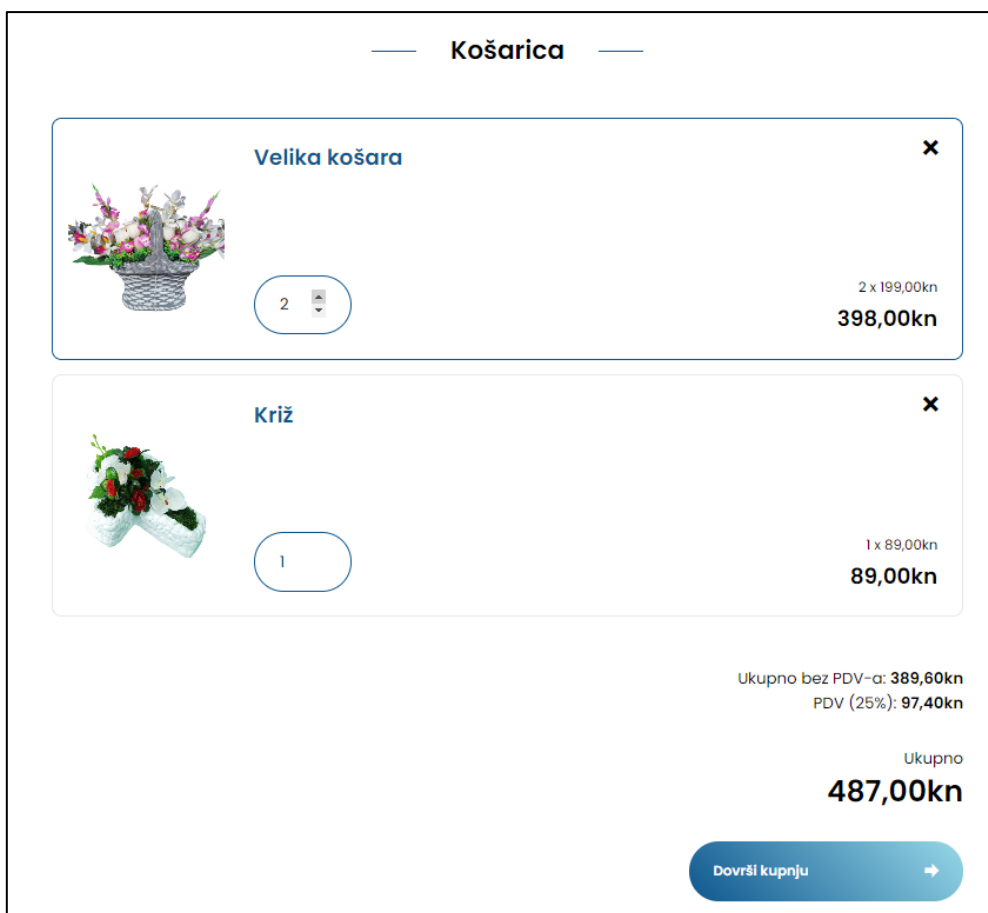 Košarica
Velika košara
2
2 x 199,00kn
398,00kn
Križ
1
1 x 89,00kn
89,00kn
Ukupno bez PDV-a: 389,60kn
PDV (25%): 97,40kn
Ukupno
487,00kn
Dovrši kupnju